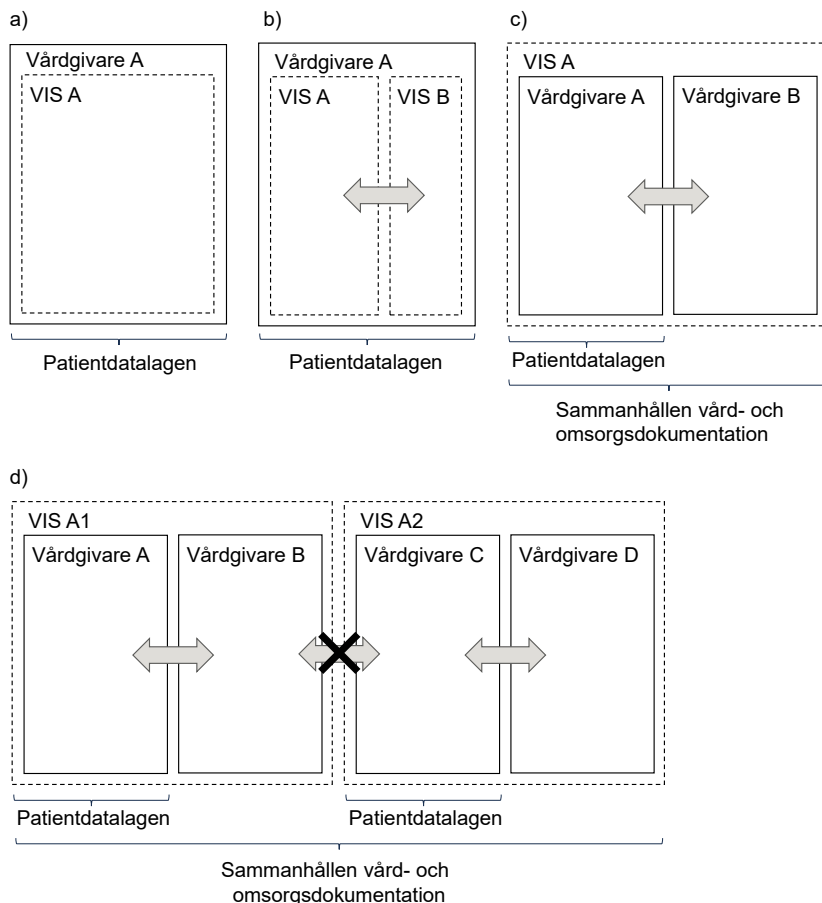 a)
Vårdgivare A
VIS A
Patientdatalagen
b)
Vårdgivare A
VIS A
VIS B
Patientdatalagen
c)
VIS A
Vårdgivare A
Vårdgivare B
Patientdatalagen
Sammanhållen vård- och
omsorgsdokumentation
d)
VIS A1
Vårdgivare A
Vårdgivare B
VIS A2
Vårdgivare C
Vårdgivare D
Patientdatalagen
Patientdatalagen
Sammanhållen vård- och
omsorgsdokumentation